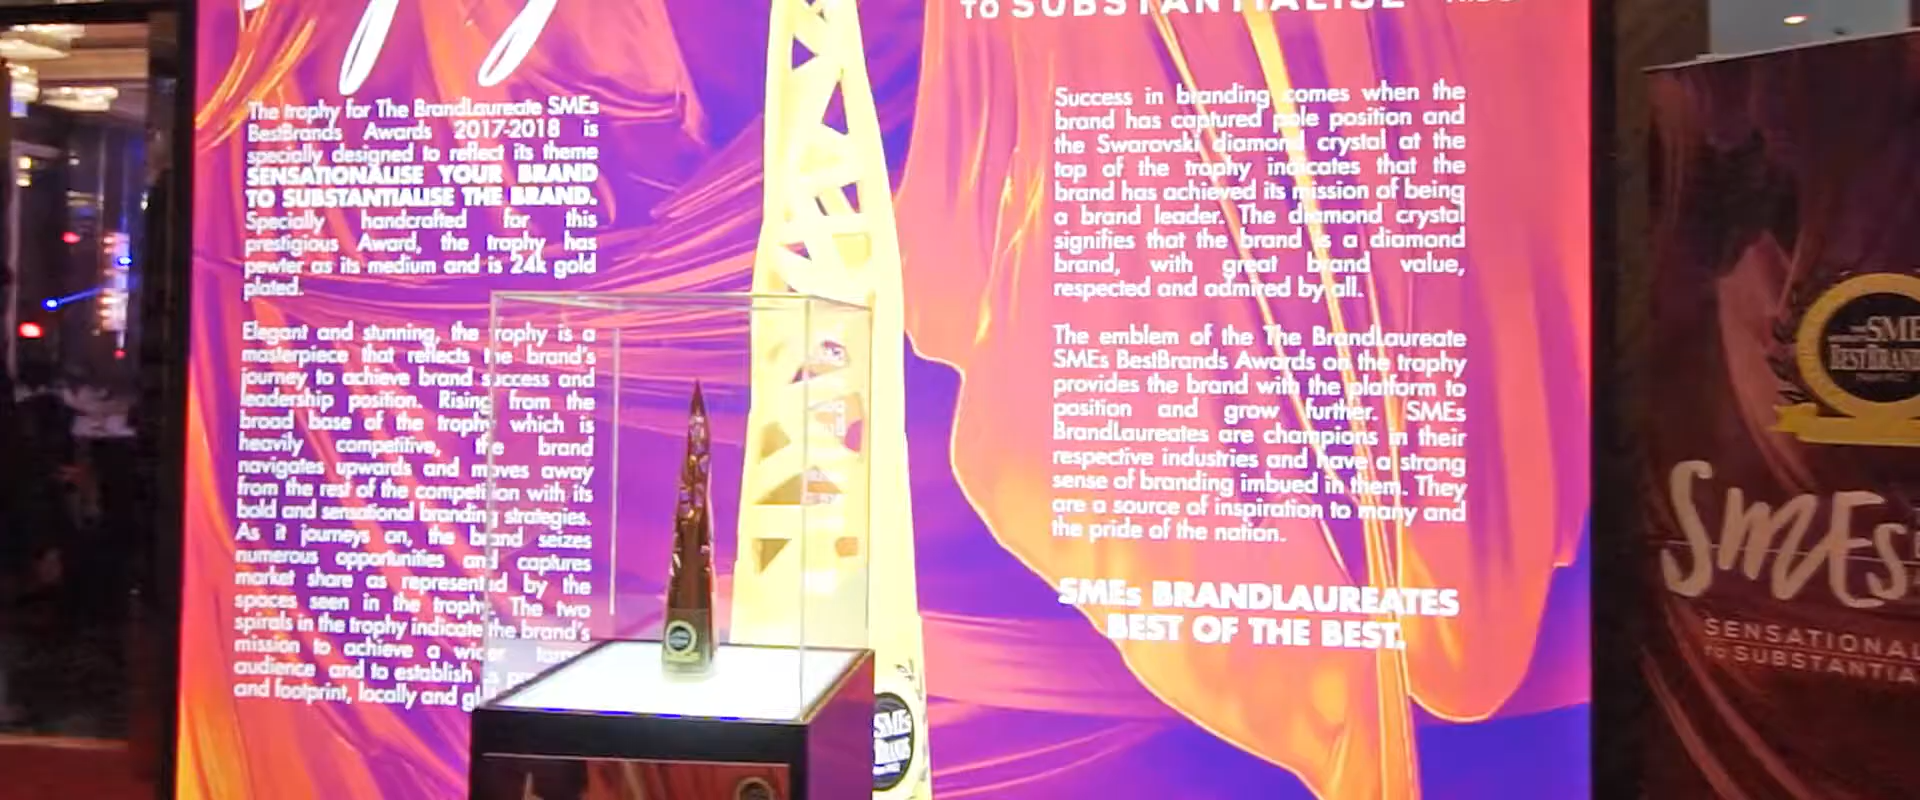 TO SUBSTANTIALISE
The trophy for The BrandLaureate SMEs
BestBrands Awards 2017-2018 is
specially designed to reflect its theme
SENSATIONALISE YOUR BRAND
TO SUBSTANTIALISE THE BRAND.
Specially handcrafted for this
prestigious Award, the trophy has
pewter as its medium and is 24k gold
plated.
Elegant and stunning, the trophy is a
masterpiece that reflects the brand's
journey to achieve brand success and
leadership position. Rising from the
broad base of the trophy which is
heavily competitive, the brand
navigates upwards and moves away
from the rest of the competition with its
bold and sensational branding strategies.
As it journeys on, the brand seizes
numerous opportunities and captures
market share as represented by the
spaces seen in the trophy. The two
spirals in the trophy indicate the brand's
mission to achieve a wider
audience and to establish
and footprint, locally and
Success in branding comes when the
brand has captured pole position and
the Swarovski diamond crystal at the
top of the trophy indicates that the
brand has achieved its mission of being
a brand leader. The diamond crystal
signifies that the brand is a diamond
brand, with great brand value,
respected and admired by all.
The emblem of the The BrandLaureate
SMEs BestBrands Awards on the trophy
provides the brand with the platform to
position and grow further. SMEs
BrandLaureates are champions in their
respective industries and have a strong
sense of branding imbued in them. They
are a source of inspiration to many and
the pride of the nation.
SMEs BRANDLAUREATES
BEST OF THE BEST.
SMEs
SME
BESTBRAN
SMEs
SENSATIONAL
TO SUBSTANTIA